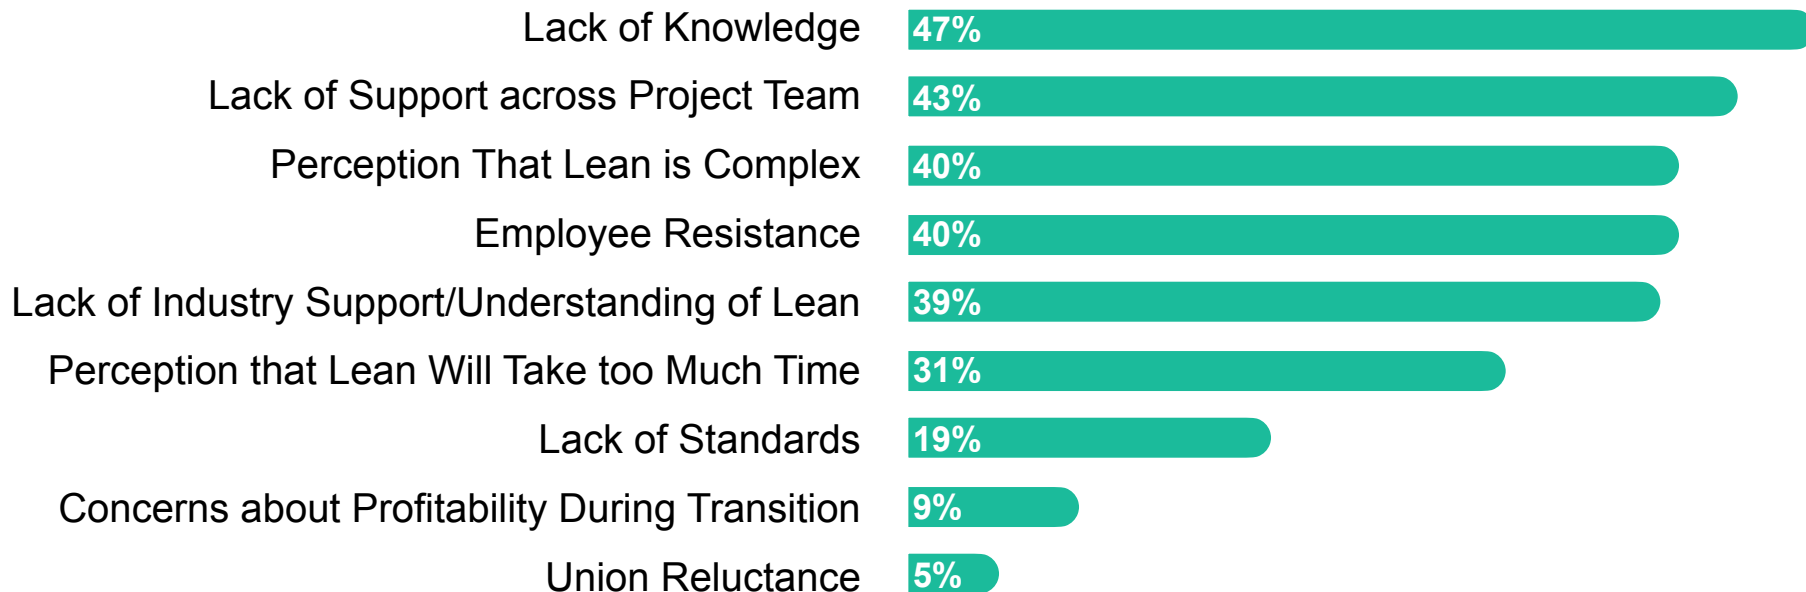 Lack of Knowledge 47%
Lack of Support across Project Team 43%
Perception That Lean is Complex 40%
Employee Resistance 40%
Lack of Industry Support/Understanding of Lean 39%
Perception that Lean Will Take too Much Time 31%
Lack of Standards 19%
Concerns about Profitability During Transition 9%
Union Reluctance 5%